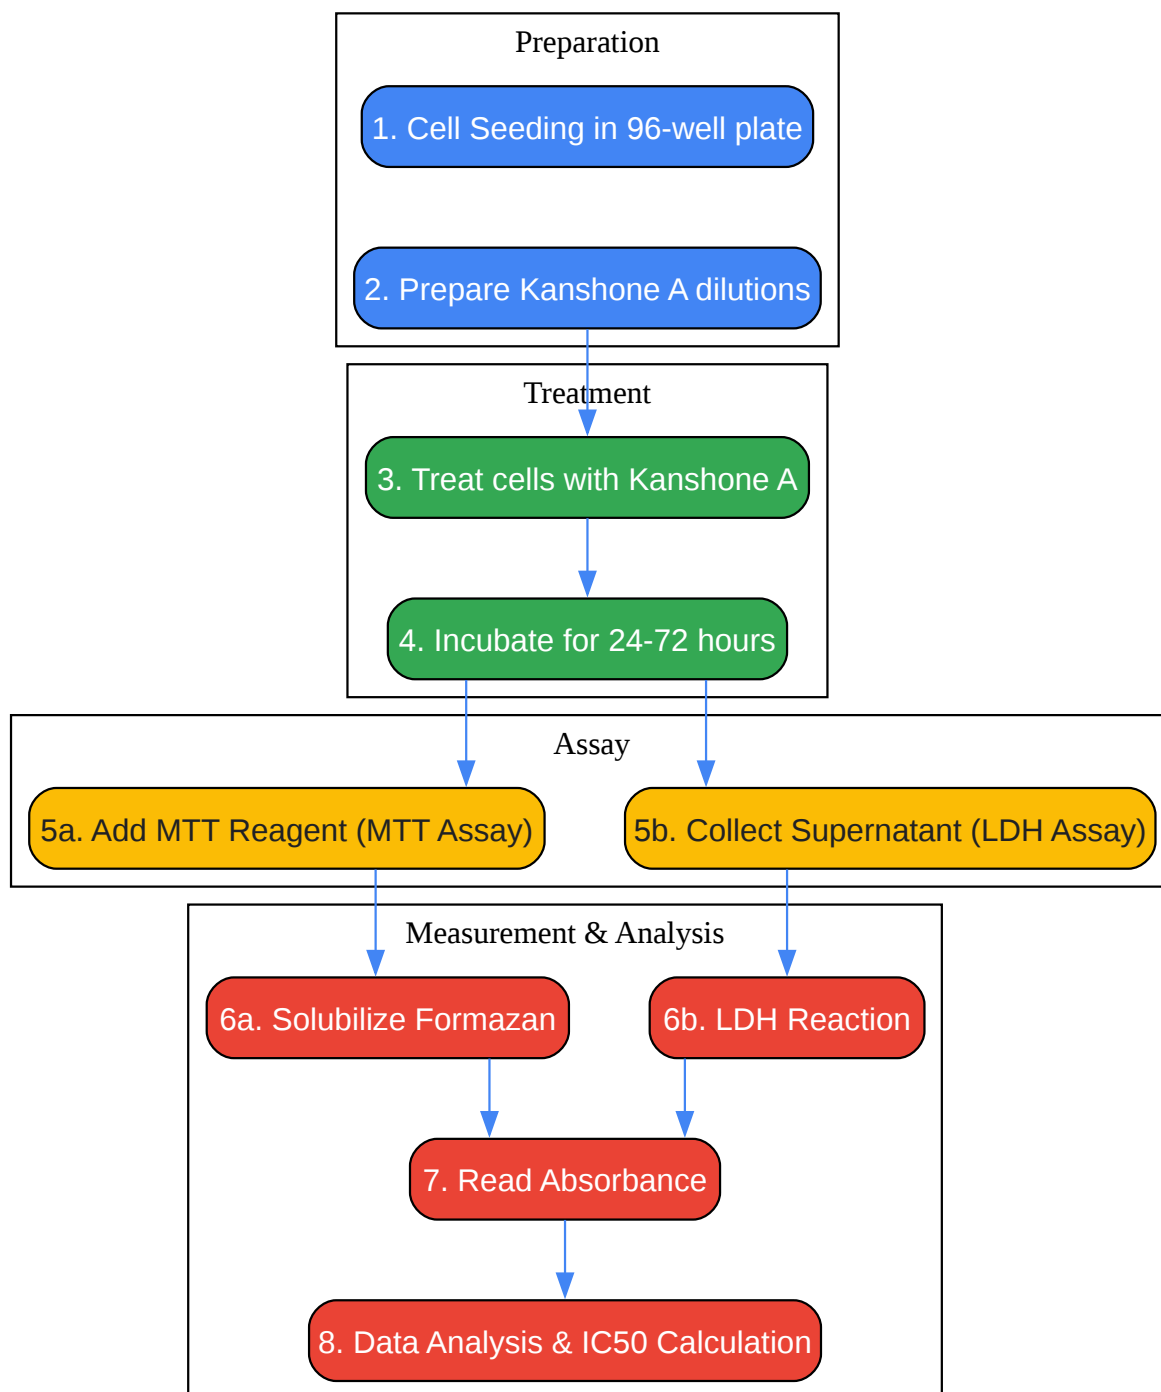 Preparation
1. Cell Seeding in 96-well plate
2. Prepare Kanshone A dilutions
Treatment
3. Treat cells with Kanshone A
4. Incubate for 24-72 hours
Assay
5a. Add MTT Reagent (MTT Assay)
5b. Collect Supernatant (LDH Assay)
Measurement & Analysis
6a. Solubilize Formazan
6b. LDH Reaction
7. Read Absorbance
8. Data Analysis & IC50 Calculation